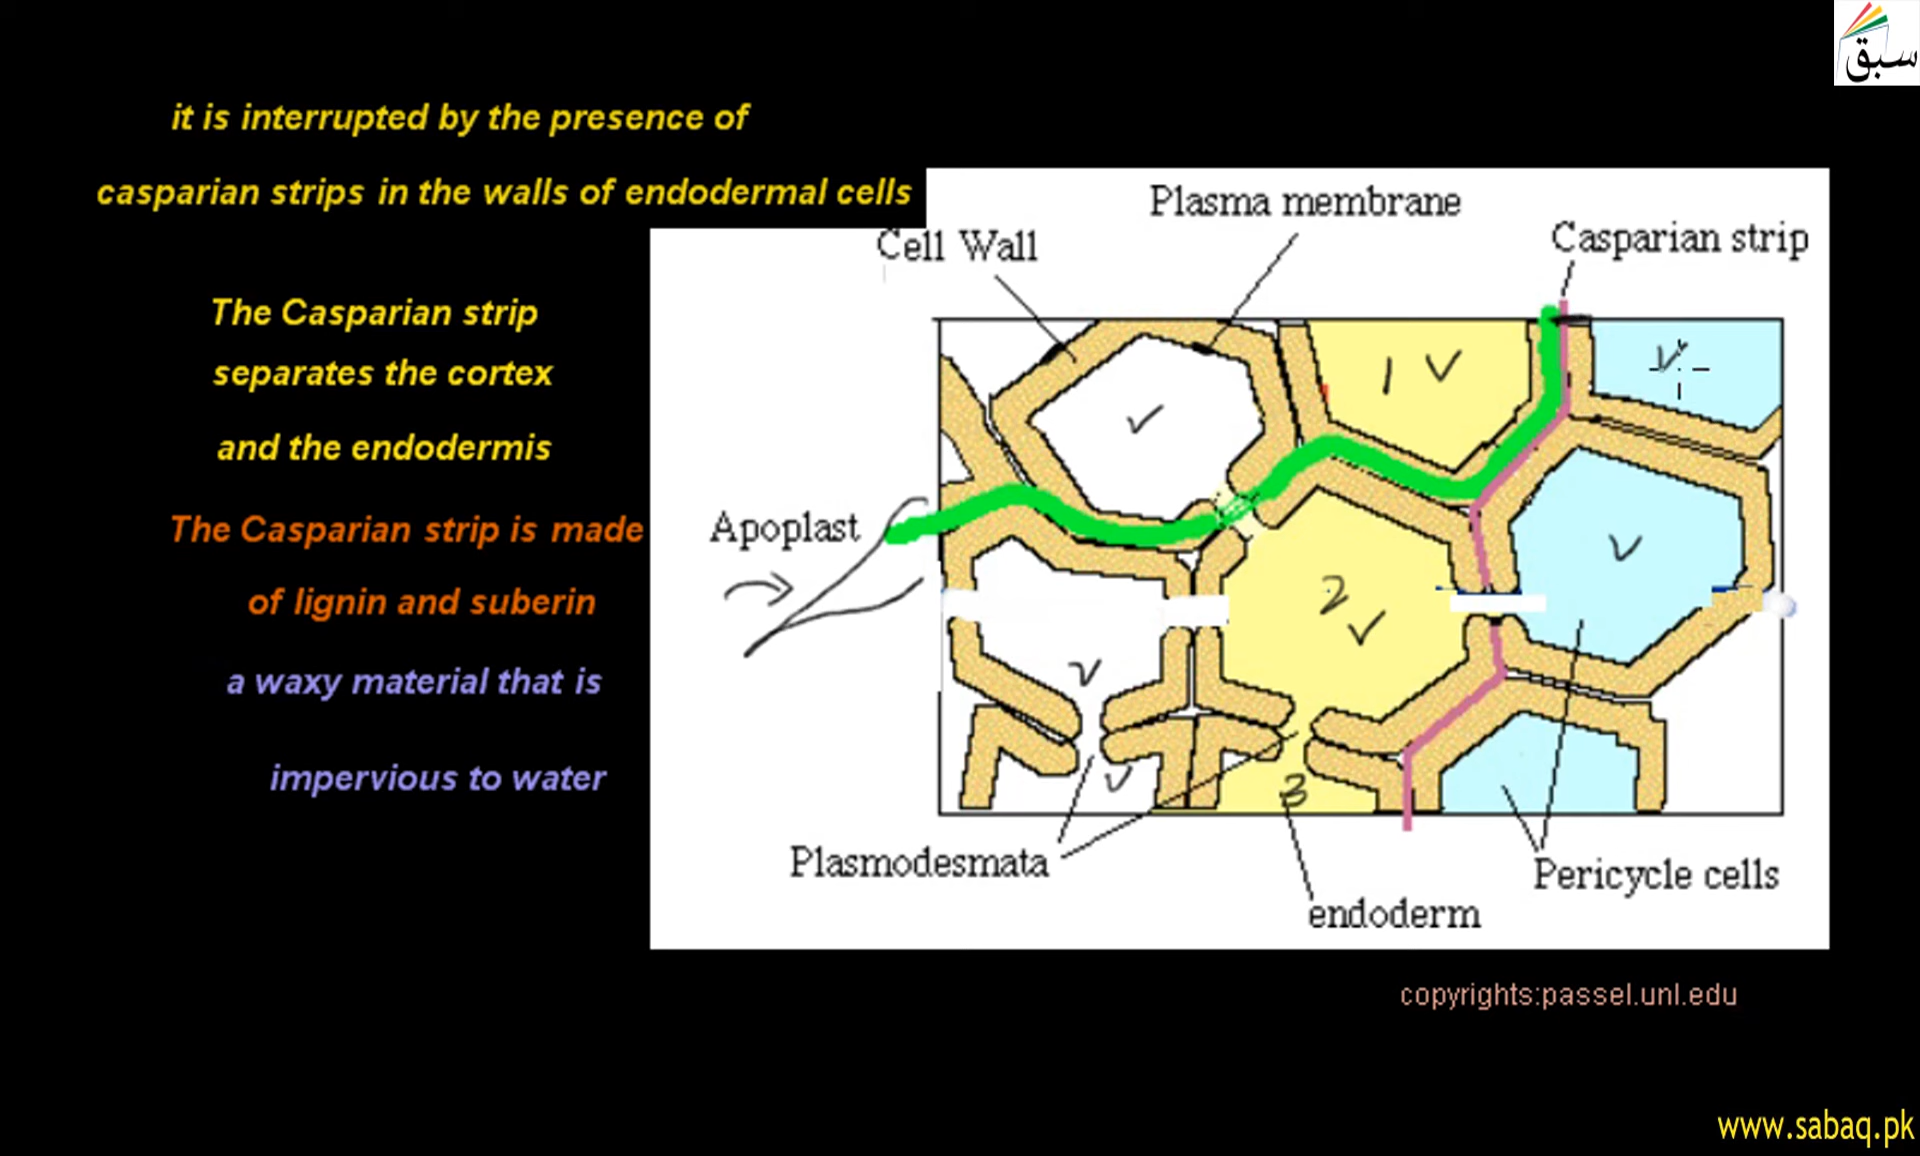 سبق
it is interrupted by the presence of
casparian strips in the walls of endodermal cells
The Casparian strip
separates the cortex
and the endodermis
The Casparian strip is made
of lignin and suberin
a waxy material that is
impervious to water
Plasma membrane
Cell Wall
Casparian strip
1
Apoplast
2
3
Plasmodesmata
Pericycle cells
endoderm
copyrights:passel.unl.edu
www.sabaq.pk